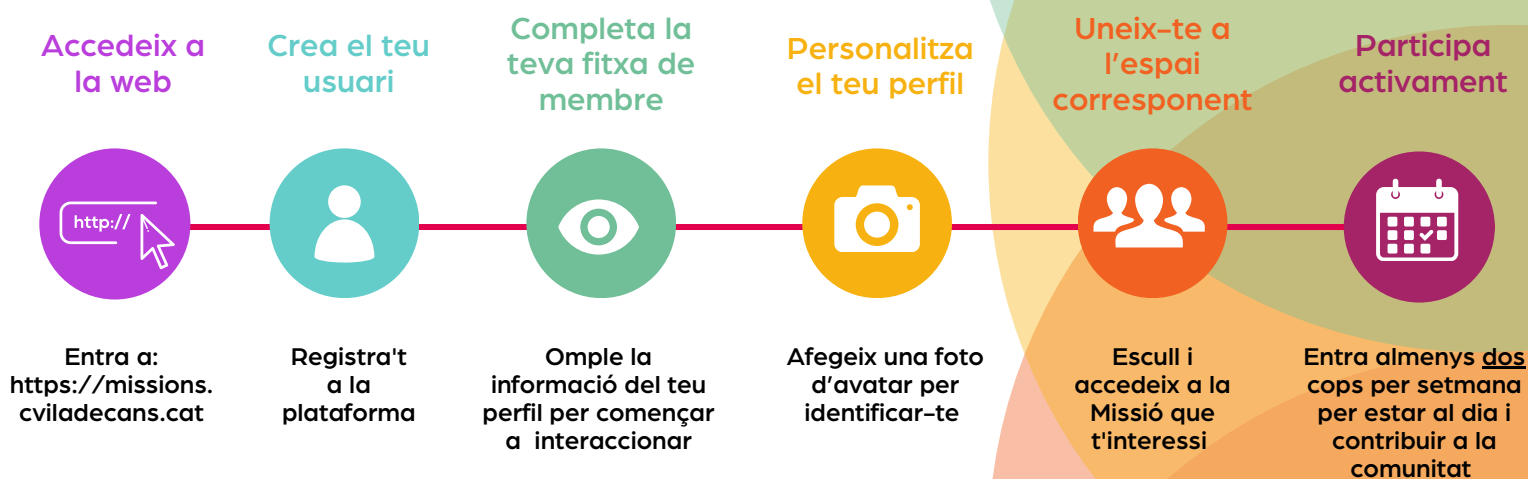 Accedeix a
la web
http://
Entra a:
https://missions.
cviladecans.cat
Crea el teu
usuari
Registra't
a la
plataforma
Completa la
teva fitxa de
membre
Omple la
informació del teu
perfil per començar
a interaccionar
Personalitza
el teu perfil
Afegeix una foto
d’avatar per
identificar-te
Uneix-te a
l’espai
corresponent
Escull i
accedeix a la
Missió que
t'interessi
Participa
activament
Entra almenys dos
cops per setmana
per estar al dia i
contribuir a la
comunitat